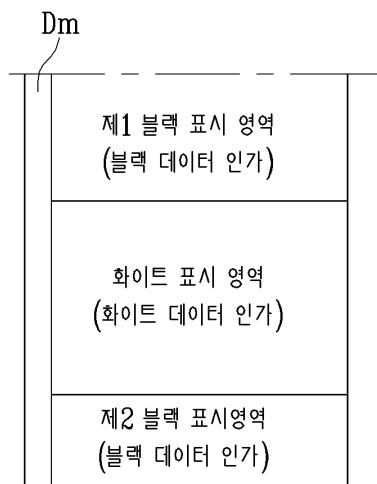 Dm
제1 블랙 표시 영역
(블랙 데이터 인가)
화이트 표시 영역
(화이트 데이터 인가)
제2 블랙 표시영역
(블랙 데이터 인가)